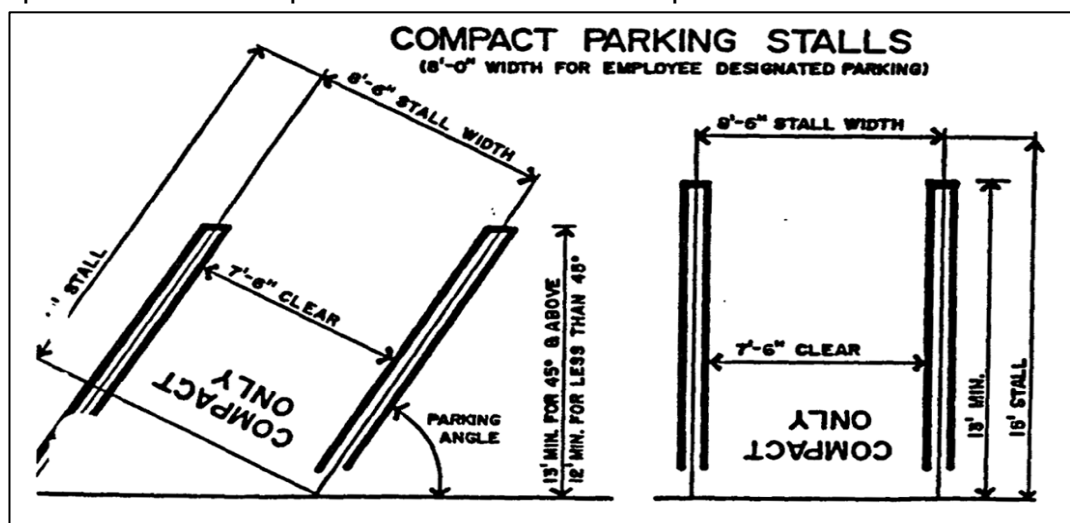 COMPACT PARKING STALLS
(8'-0" WIDTH FOR EMPLOYEE DESIGNATED PARKING)
8'-6" STALL WIDTH
STALL
7'-6" CLEAR
COMPACT
ONLY
PARKING
ANGLE
13' MIN. FOR 45° & ABOVE
12' MIN. FOR LESS THAN 45°
8'-6" STALL WIDTH
7'-6" CLEAR
COMPACT
ONLY
13' MIN.
16' STALL